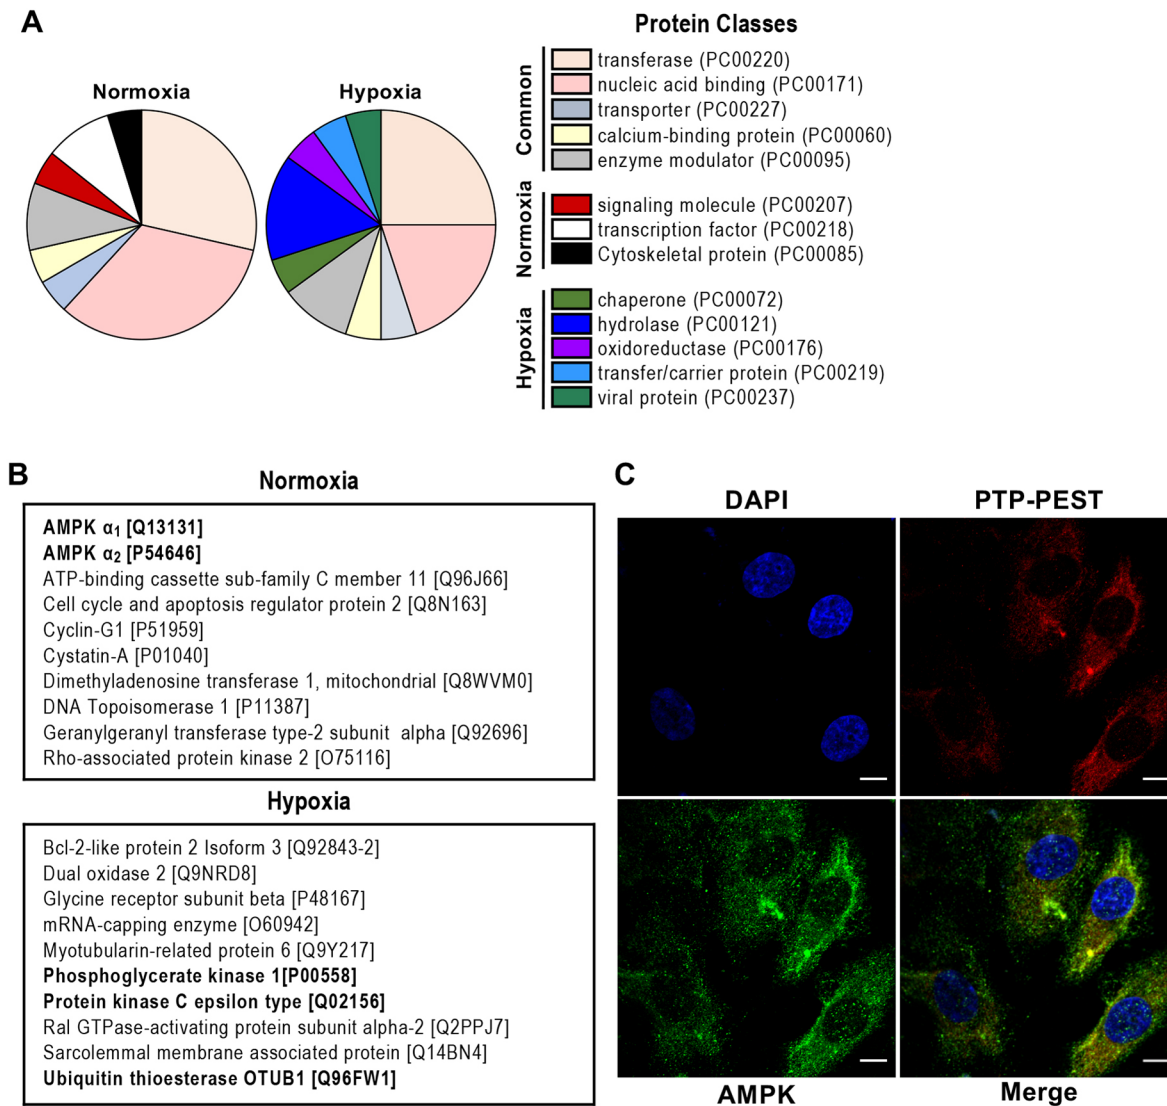 A
Protein Classes
Normoxia
Hypoxia
Common
transferase (PC00220)
nucleic acid binding (PC00171)
transporter (PC00227)
calcium-binding protein (PC00060)
enzyme modulator (PC00095)
Normoxia
signaling molecule (PC00207)
transcription factor (PC00218)
Cytoskeletal protein (PC00085)
Hypoxia
chaperone (PC00072)
hydrolase (PC00121)
oxidoreductase (PC00176)
transfer/carrier protein (PC00219)
viral protein (PC00237)
B
Normoxia
AMPK α₁ [Q13131]
AMPK α₂ [P54646]
ATP-binding cassette sub-family C member 11 [Q96J66]
Cell cycle and apoptosis regulator protein 2 [Q8N163]
Cyclin-G1 [P51959]
Cystatin-A [P01040]
Dimethyladenosine transferase 1, mitochondrial [Q8WVM0]
DNA Topoisomerase 1 [P11387]
Geranylgeranyl transferase type-2 subunit alpha [Q92696]
Rho-associated protein kinase 2 [O75116]
Hypoxia
Bcl-2-like protein 2 Isoform 3 [Q92843-2]
Dual oxidase 2 [Q9NRD8]
Glycine receptor subunit beta [P48167]
mRNA-capping enzyme [O60942]
Myotubularin-related protein 6 [Q9Y217]
Phosphoglycerate kinase 1[P00558]
Protein kinase C epsilon type [Q02156]
Ral GTPase-activating protein subunit alpha-2 [Q2PPJ7]
Sarcolemmal membrane associated protein [Q14BN4]
Ubiquitin thioesterase OTUB1 [Q96FW1]
C
DAPI
PTP-PEST
AMPK
Merge